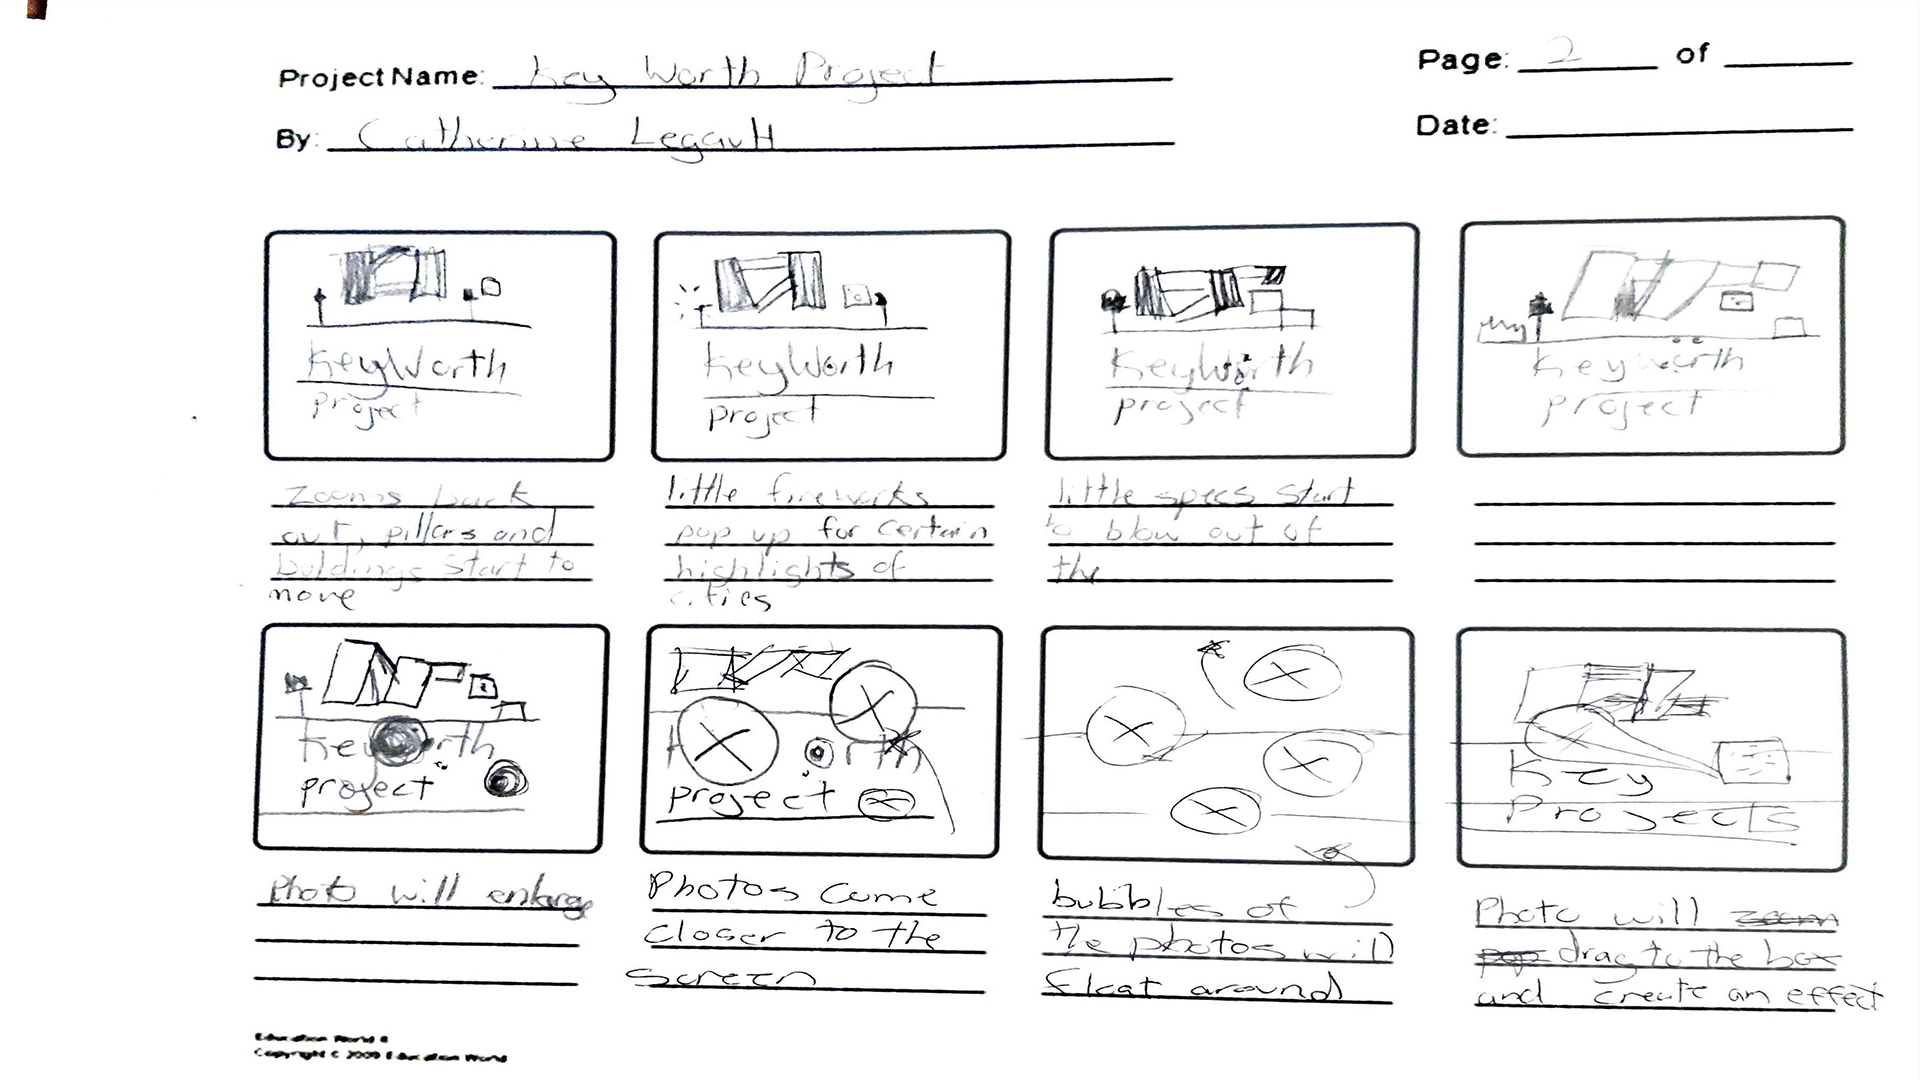 Project Name: Key Worth Project
Page: 2 of
By: Catherine Legault
Date:
KeyWorth
project
KeyWorth
project
KeyWorth
project
Keyworth
project
zooms back
out, pillars and
buldings start to
move
little fireworks
pop up for certain
highlights of
cities
little specs start
to blow out of
the
Key rth
project
orth
project
Key
Projects
Photo will enlarge
Photos come
closer to the
screen
bubbles of
the photos will
float around
Photo will zoom
pop drag to the box
and create an effect
Education World ®
Copyright © 2009 Education World